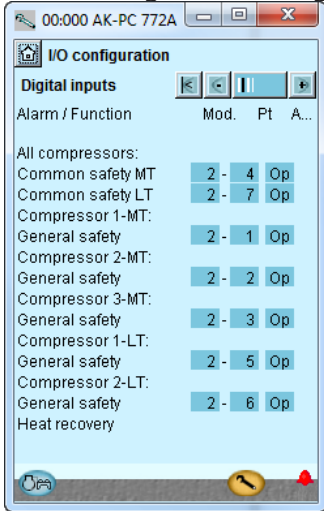 00:000 AK-PC 772A
I/O configuration
Digital inputs
Alarm / Function Mod. Pt A...
All compressors:
Common safety MT 2 - 4 Op
Common safety LT 2 - 7 Op
Compressor 1-MT:
General safety 2 - 1 Op
Compressor 2-MT:
General safety 2 - 2 Op
Compressor 3-MT:
General safety 2 - 3 Op
Compressor 1-LT:
General safety 2 - 5 Op
Compressor 2-LT:
General safety 2 - 6 Op
Heat recovery